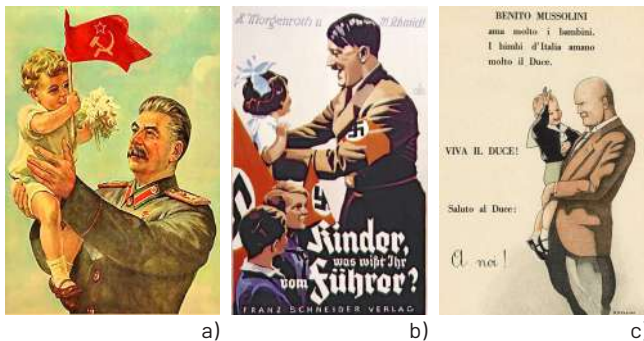 a)
H. Morgenroth u. M. Schmidt
Kinder,
was wißt Ihr
vom Führer?
FRANZ SCHNEIDER VERLAG
b)
BENITO MUSSOLINI
ama molto i bambini.
I bimbi d'Italia amano
molto il Duce.
VIVA IL DUCE!
Saluto al Duce:
A noi!
c